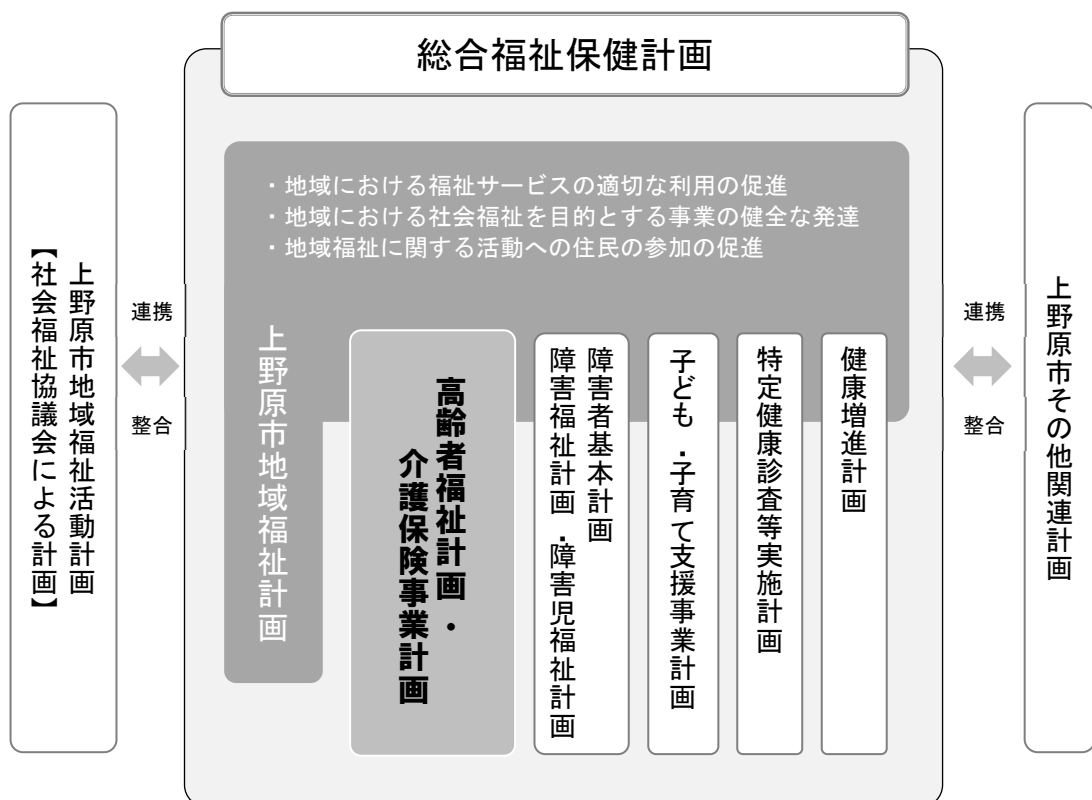 総合福祉保健計画
・地域における福祉サービスの適切な利用の促進
・地域における社会福祉を目的とする事業の健全な発達
・地域福祉に関する活動への住民の参加の促進
上野原市地域福祉活動計画
【社会福祉協議会による計画】
連携
整合
上野原市地域福祉計画
高齢者福祉計画・
介護保険事業計画
障害者基本計画
障害福祉計画・障害児福祉計画
子ども・子育て支援事業計画
特定健康診査等実施計画
健康増進計画
連携
整合
上野原市その他関連計画